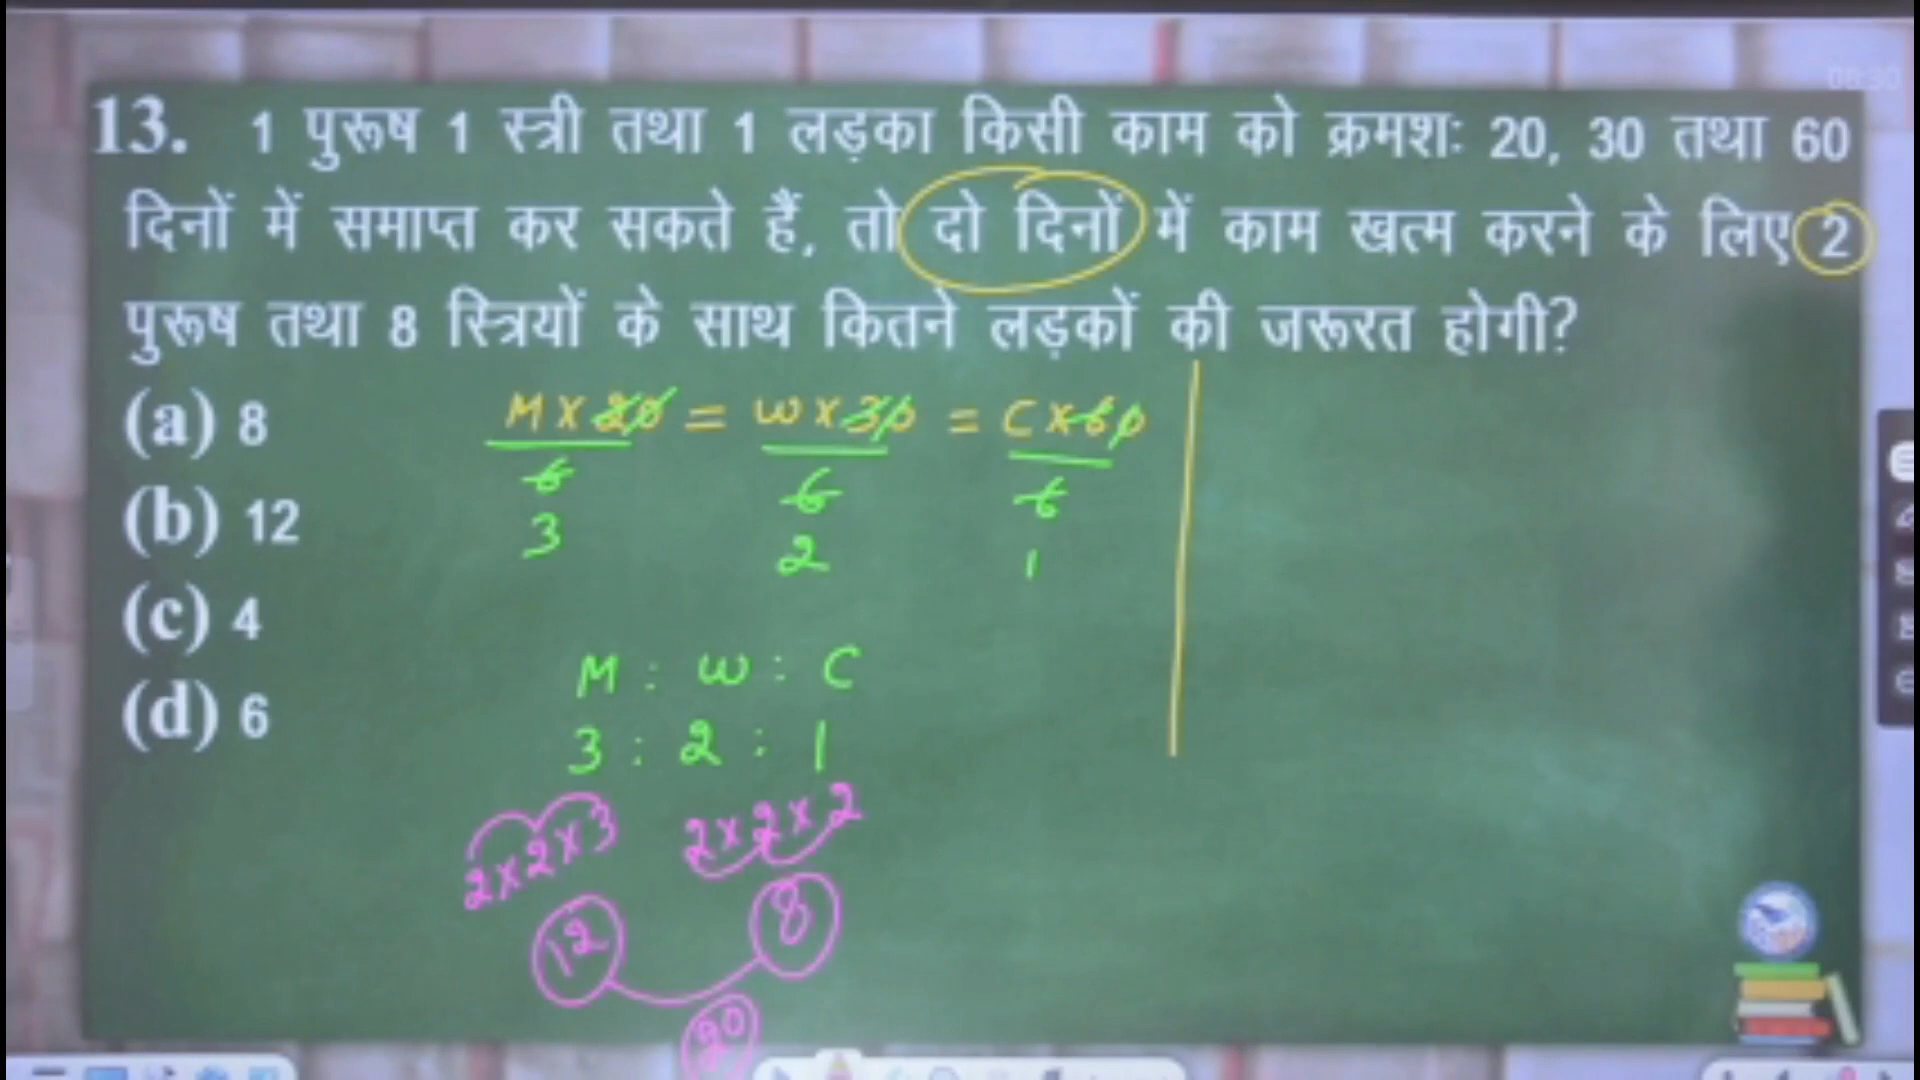 13. 1 पुरूष 1 स्त्री तथा 1 लड़का किसी काम को क्रमशः 20, 30 तथा 60
दिनों में समाप्त कर सकते हैं, तो दो दिनों में काम खत्म करने के लिए 2
पुरूष तथा 8 स्त्रियों के साथ कितने लड़कों की जरूरत होगी?
(a) 8
(b) 12
(c) 4
(d) 6
M X 20 = W X 30 = C X 60
6 6 6
3 2 1
M : W : C
3 : 2 : 1
2X2X3 2X2X2
12 8
20